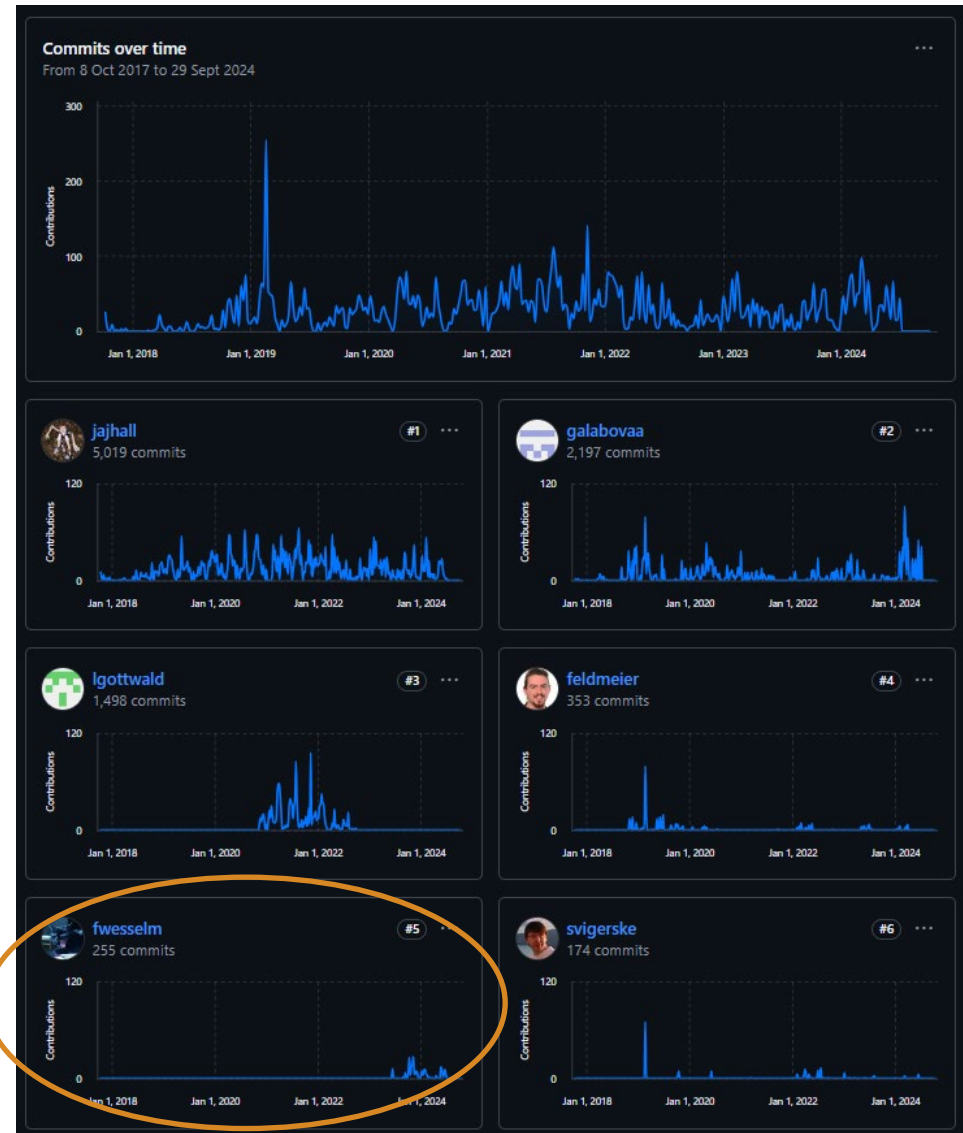 Commits over time
From 8 Oct 2017 to 29 Sept 2024
300
200
100
0
Contributions
Jan 1, 2018 Jan 1, 2019 Jan 1, 2020 Jan 1, 2021 Jan 1, 2022 Jan 1, 2023 Jan 1, 2024
jajhall #1
5,019 commits
120
Contributions
0
Jan 1, 2018 Jan 1, 2020 Jan 1, 2022 Jan 1, 2024
galabovaa #2
2,197 commits
120
Contributions
0
Jan 1, 2018 Jan 1, 2020 Jan 1, 2022 Jan 1, 2024
lgottwald #3
1,498 commits
120
Contributions
0
Jan 1, 2018 Jan 1, 2020 Jan 1, 2022 Jan 1, 2024
feldmeier #4
353 commits
120
Contributions
0
Jan 1, 2018 Jan 1, 2020 Jan 1, 2022 Jan 1, 2024
fwesselm #5
255 commits
120
Contributions
0
Jan 1, 2018 Jan 1, 2020 Jan 1, 2022 Jan 1, 2024
svigerske #6
174 commits
120
Contributions
0
Jan 1, 2018 Jan 1, 2020 Jan 1, 2022 Jan 1, 2024